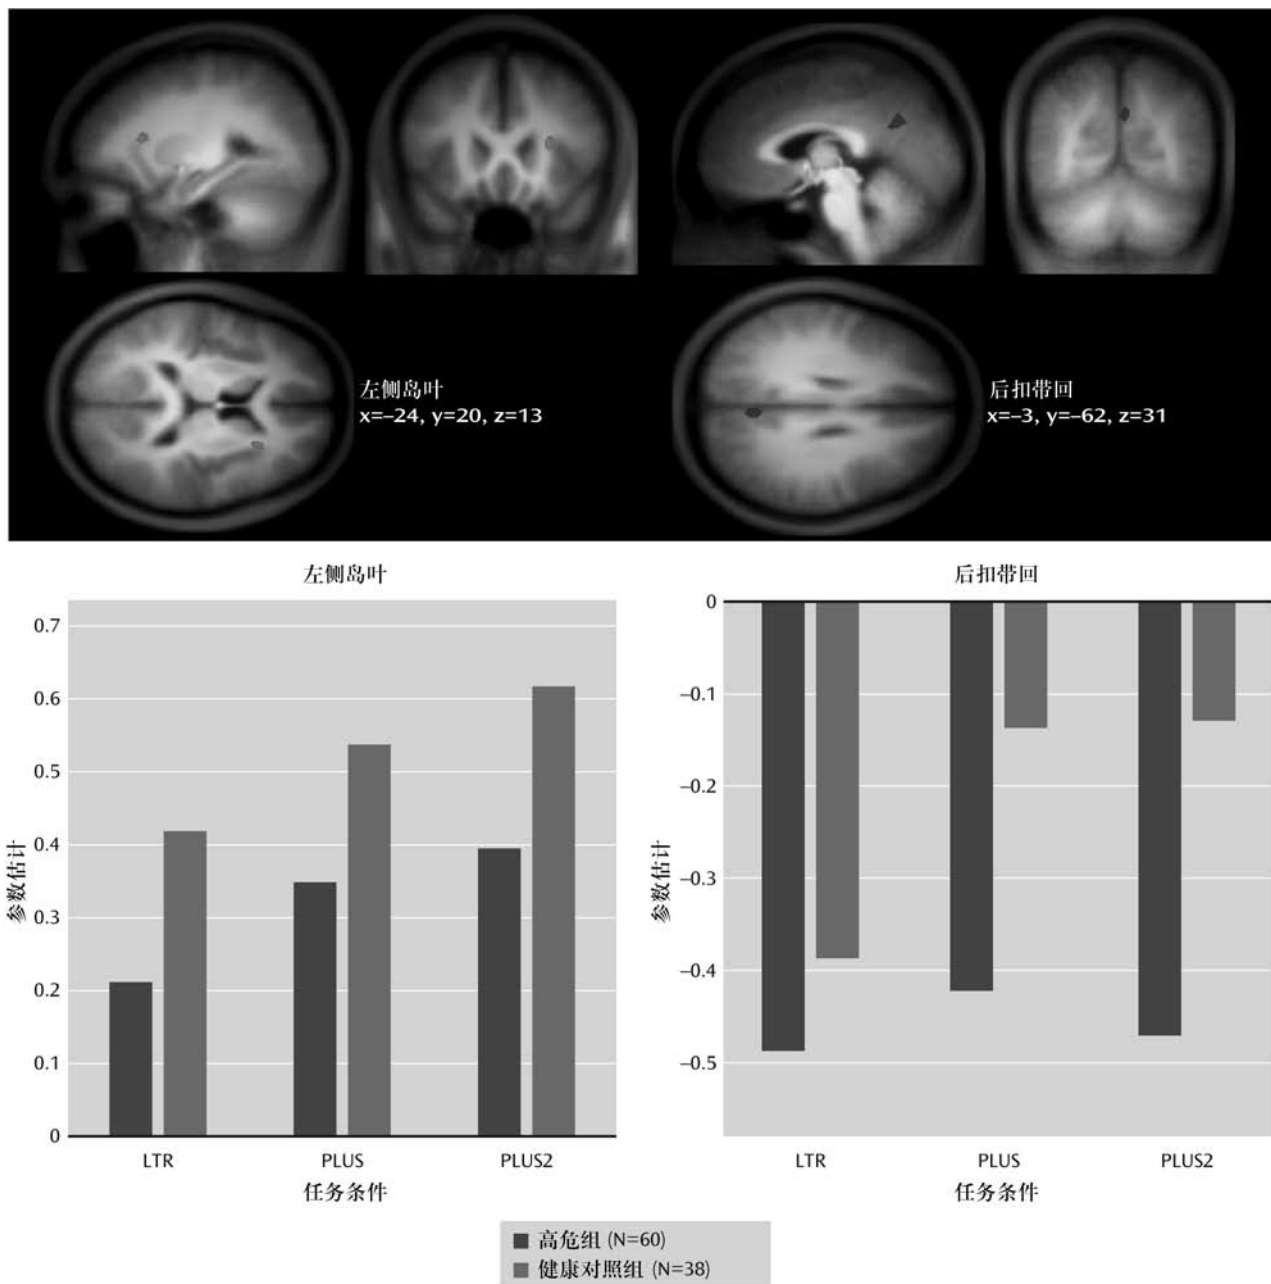 左侧岛叶
x=–24, y=20, z=13
后扣带回
x=–3, y=–62, z=31
左侧岛叶
0.7
0.6
0.5
0.4
0.3
0.2
0.1
0
参数估计
LTR
PLUS
PLUS2
任务条件
后扣带回
0
–0.1
–0.2
–0.3
–0.4
–0.5
参数估计
LTR
PLUS
PLUS2
任务条件
高危组 (N=60)
健康对照组 (N=38)